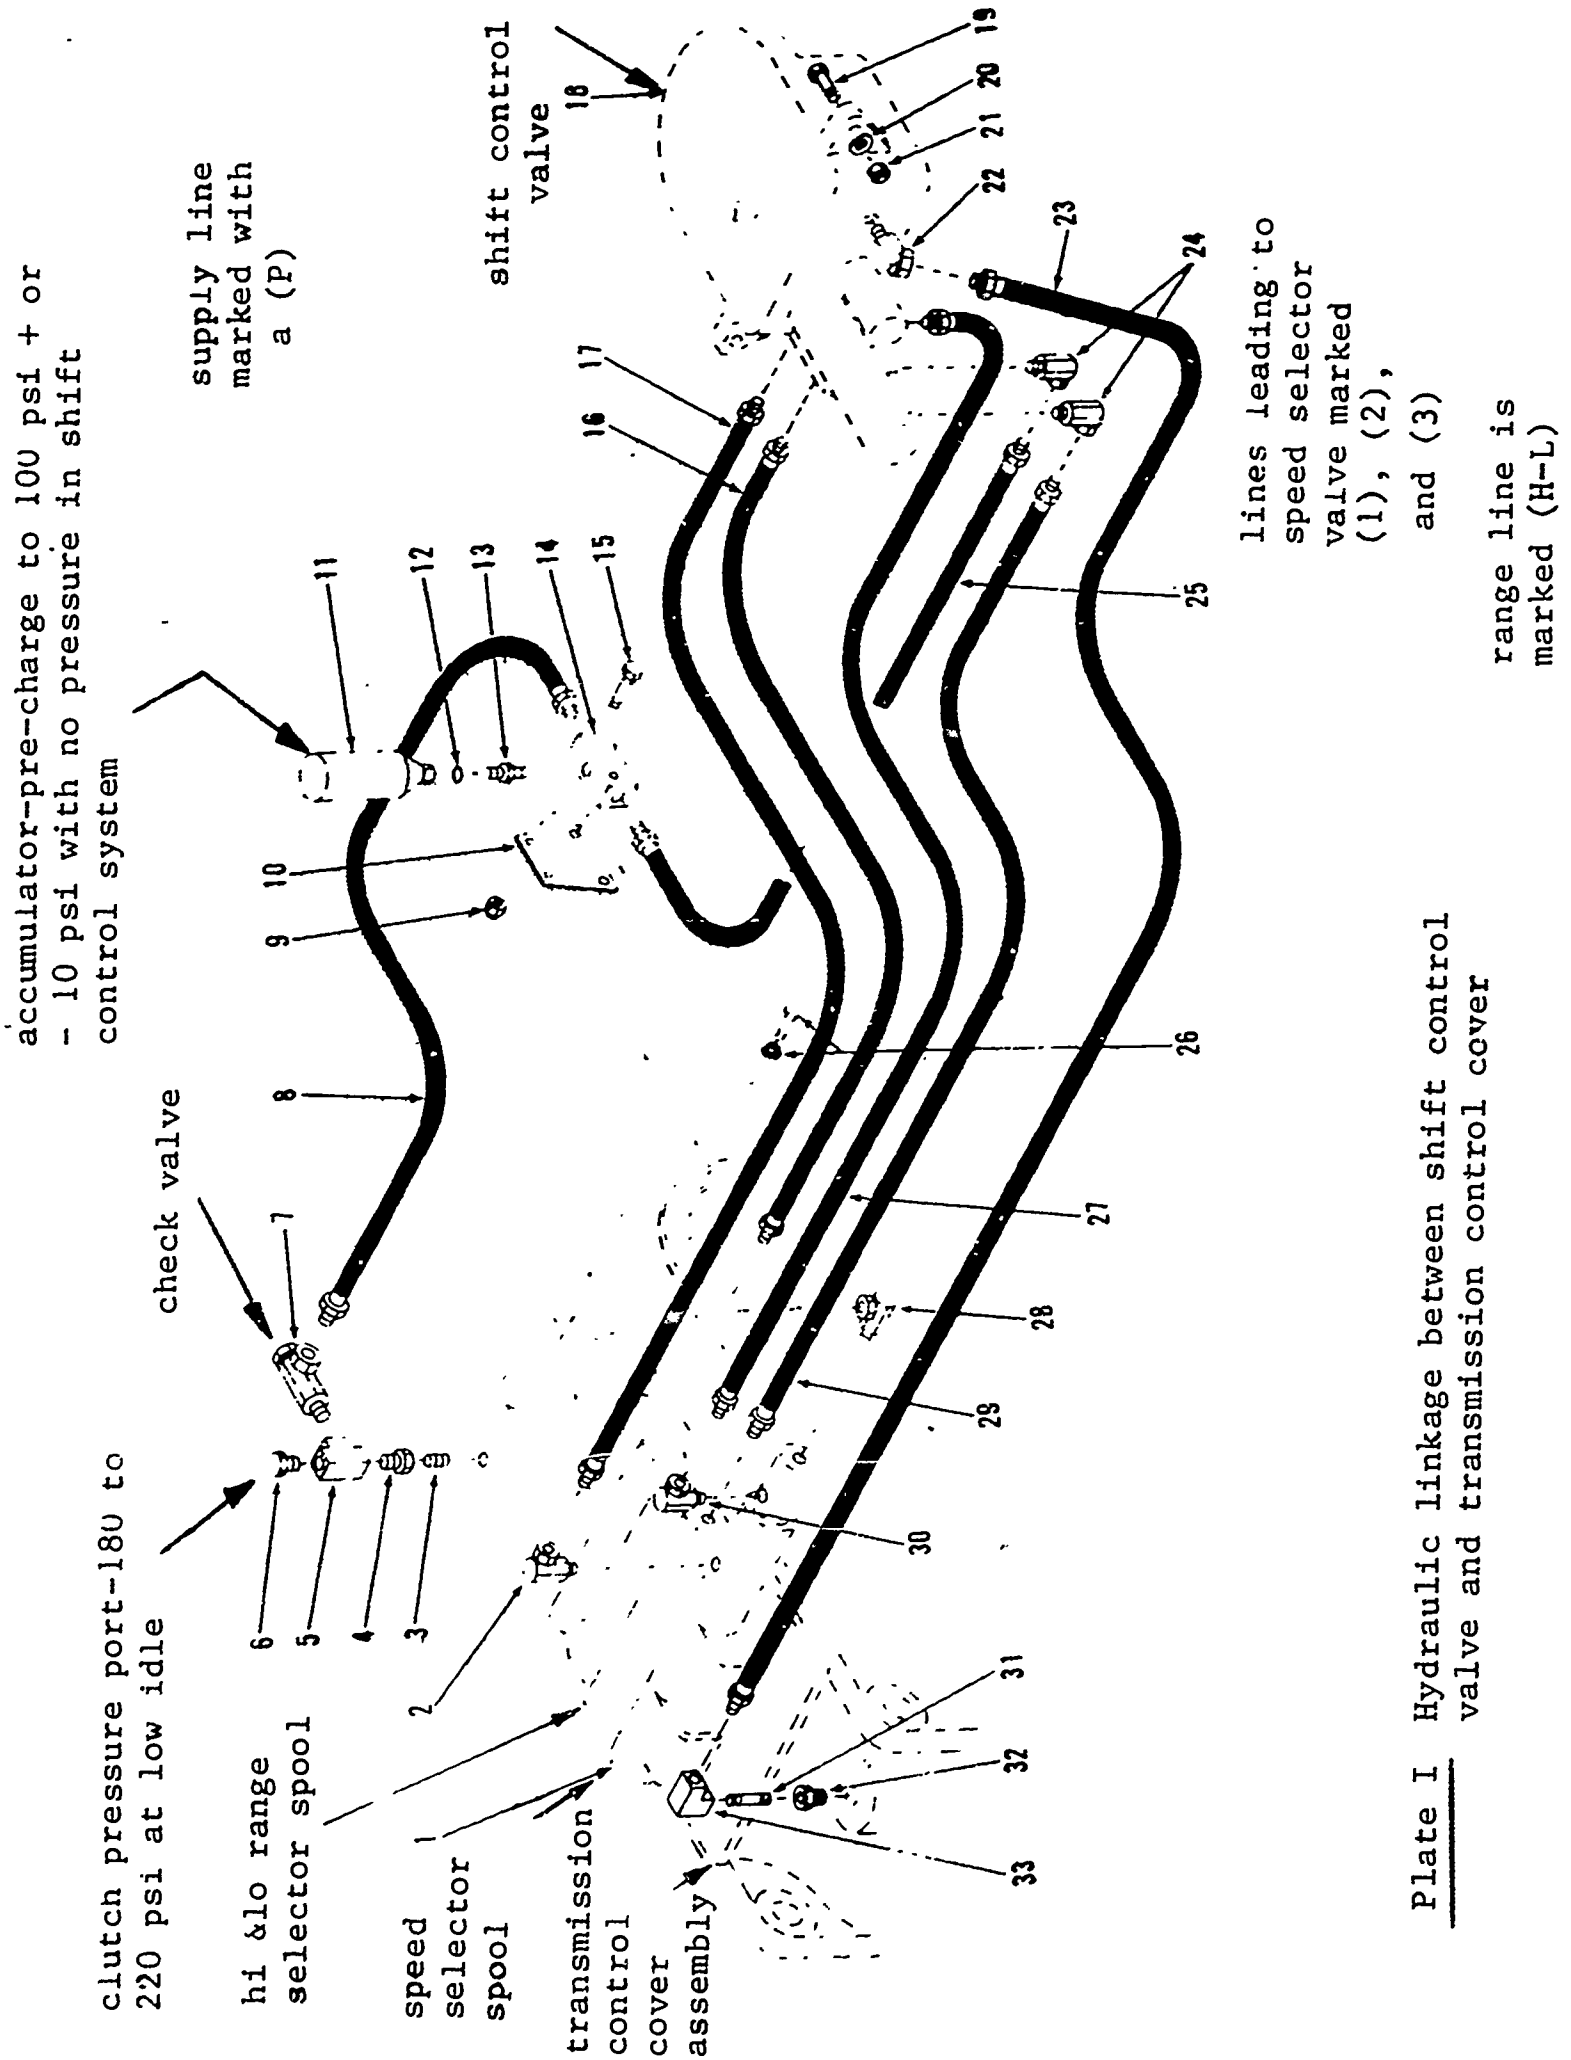 accumulator-pre-charge to 100 psi + or
- 10 psi with no pressure in shift
control system
supply line
marked with
a (P)
shift control
valve
check valve
clutch pressure port-180 to
220 psi at low idle
hi &lo range
selector spool
speed
selector
spool
transmission
control
cover
assembly
lines leading to
speed selector
valve marked
(1), (2),
and (3)
range line is
marked (H-L)
1
2
3
4
5
6
7
8
9
10
11
12
13
14
15
16
17
18
19
20
21
22
23
24
25
26
27
28
29
30
31
32
33
Plate I Hydraulic linkage between shift control
valve and transmission control cover